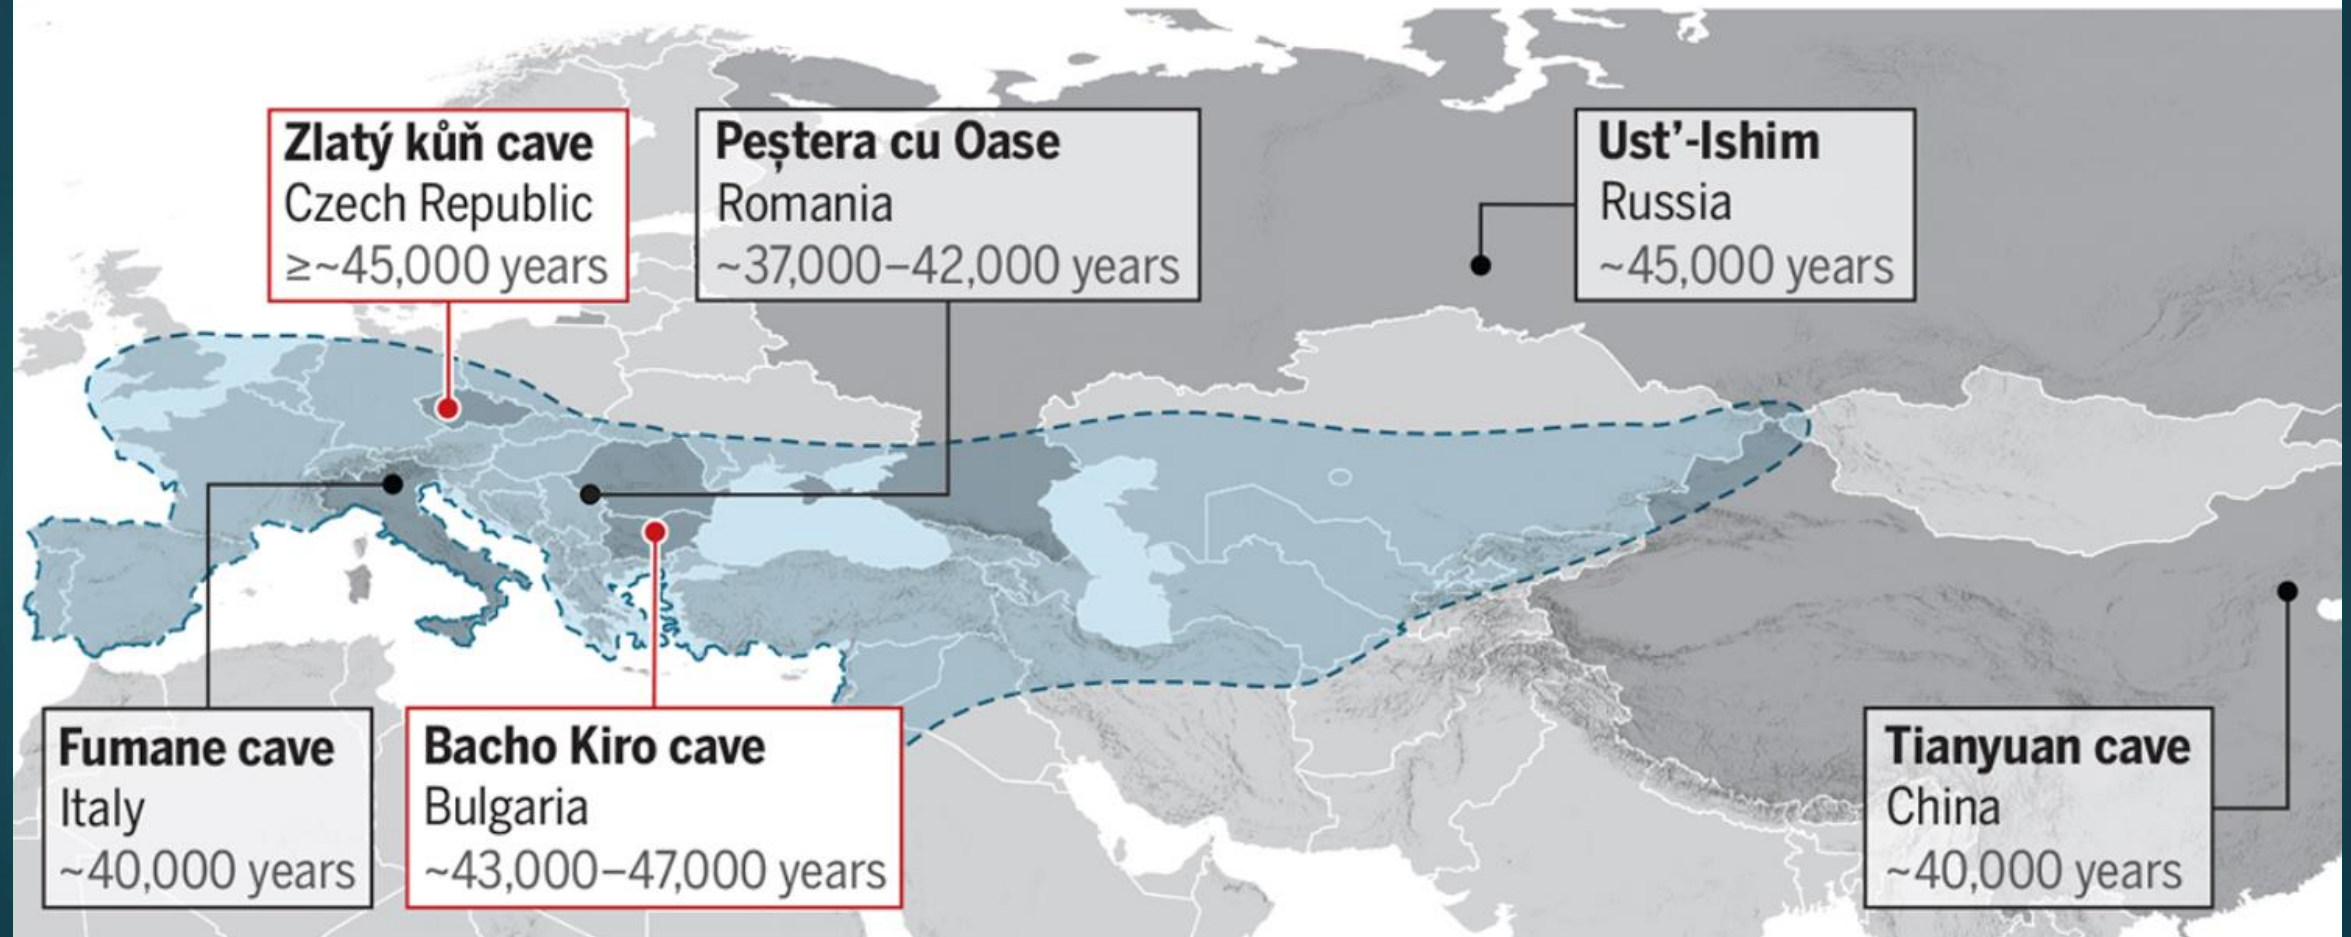 Zlatý kůň cave
Czech Republic
≥~45,000 years
Peștera cu Oase
Romania
~37,000–42,000 years
Ust’-Ishim
Russia
~45,000 years
Fumane cave
Italy
~40,000 years
Bacho Kiro cave
Bulgaria
~43,000–47,000 years
Tianyuan cave
China
~40,000 years